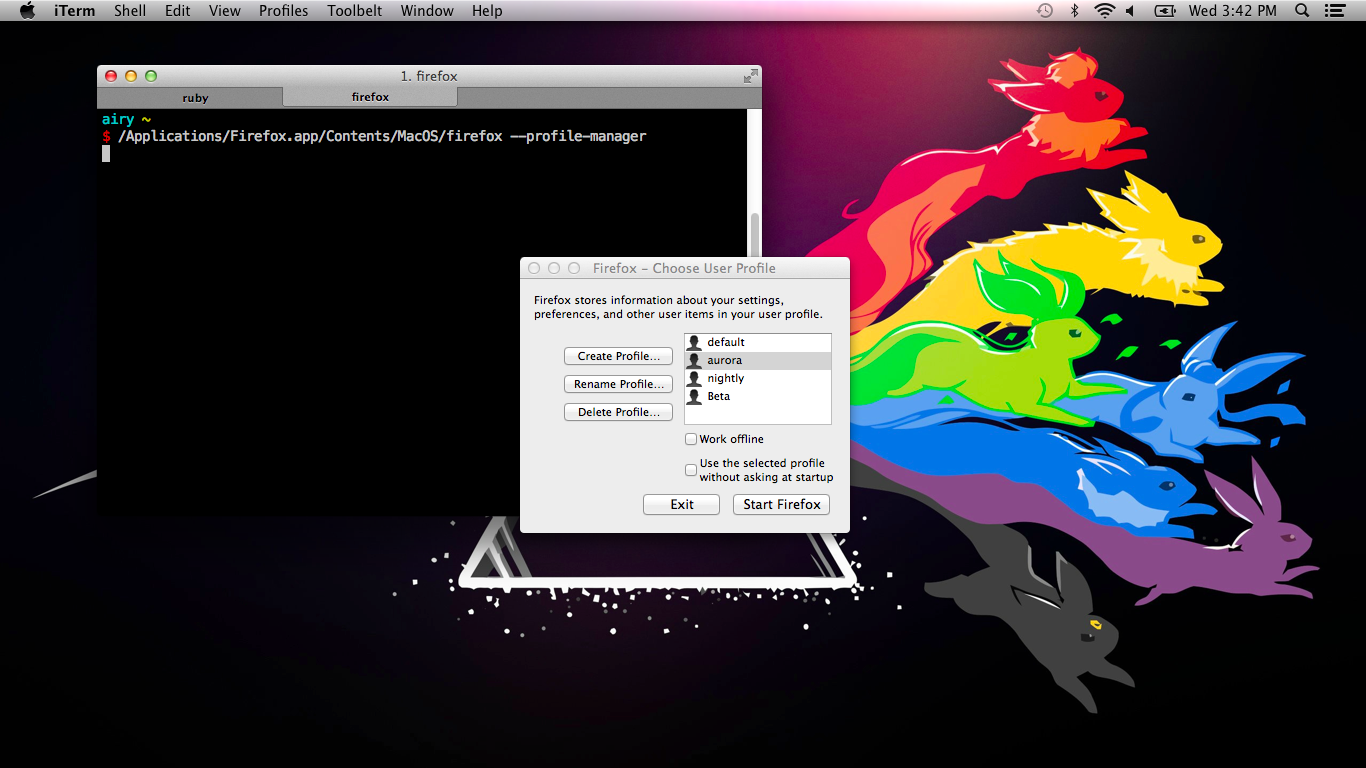 iTerm Shell Edit View Profiles Toolbelt Window Help Wed 3:42 PM
1. firefox
ruby firefox
airy ~
$ /Applications/Firefox.app/Contents/MacOS/firefox --profile-manager
Firefox – Choose User Profile
Firefox stores information about your settings,
preferences, and other user items in your user profile.
Create Profile...
Rename Profile...
Delete Profile...
default
aurora
nightly
Beta
Work offline
Use the selected profile
without asking at startup
Exit Start Firefox